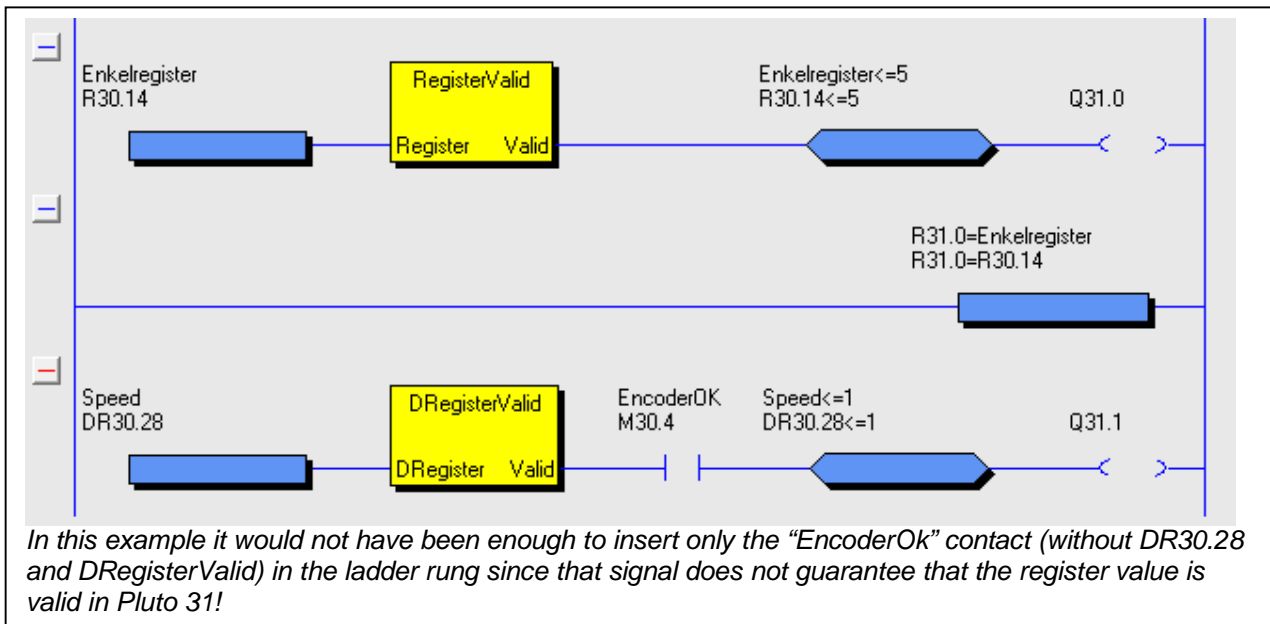 Enkelregister
R30.14
RegisterValid
Register Valid
Enkelregister<=5
R30.14<=5
Q31.0
R31.0=Enkelregister
R31.0=R30.14
Speed
DR30.28
DRegisterValid
DRegister Valid
EncoderOK
M30.4
Speed<=1
DR30.28<=1
Q31.1
In this example it would not have been enough to insert only the “EncoderOk” contact (without DR30.28
and DRegisterValid) in the ladder rung since that signal does not guarantee that the register value is
valid in Pluto 31!